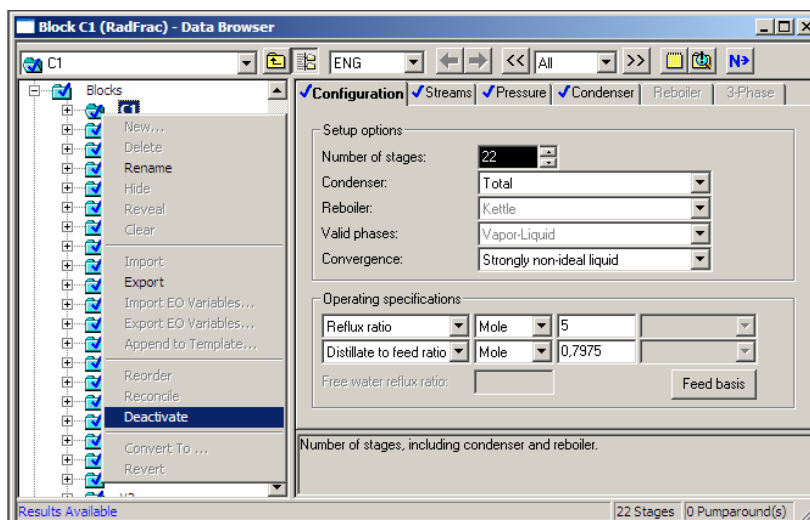 Block C1 (RadFrac) - Data Browser
C1
ENG
<<
All
>>
N
Blocks
C1
New...
Delete
Rename
Hide
Reveal
Clear
Import
Export
Import EO Variables...
Export EO Variables...
Append to Template...
Reorder
Reconcile
Deactivate
Convert To ...
Revert
Configuration Streams Pressure Condenser Reboiler 3-Phase
Setup options
Number of stages: 22
Condenser: Total
Reboiler: Kettle
Valid phases: Vapor-Liquid
Convergence: Strongly non-ideal liquid
Operating specifications
Reflux ratio Mole 5
Distillate to feed ratio Mole 0,7975
Free water reflux ratio: Feed basis
Number of stages, including condenser and reboiler.
Results Available 22 Stages 0 Pumparound(s)